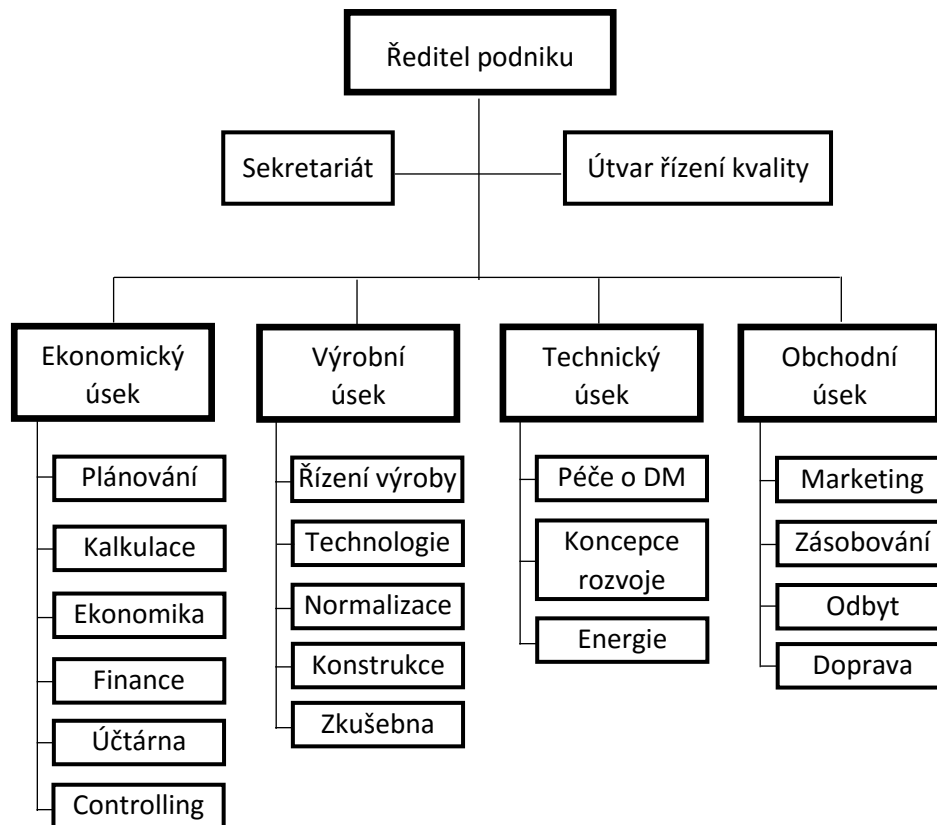 Ředitel podniku
Sekretariát
Útvar řízení kvality
Ekonomický
úsek
Výrobní
úsek
Technický
úsek
Obchodní
úsek
Plánování
Kalkulace
Ekonomika
Finance
Účtárna
Controlling
Řízení výroby
Technologie
Normalizace
Konstrukce
Zkušebna
Péče o DM
Koncepce
rozvoje
Energie
Marketing
Zásobování
Odbyt
Doprava